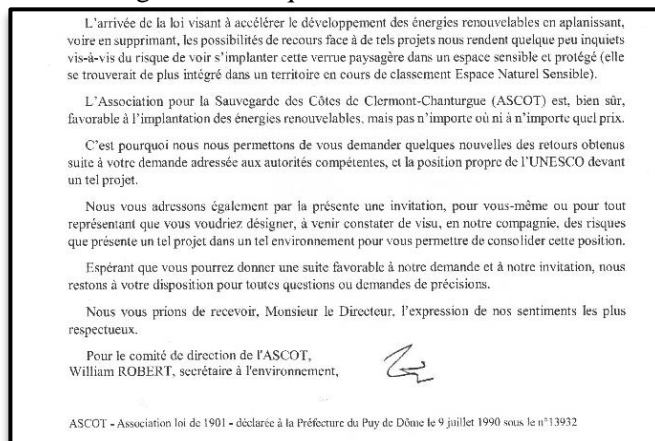 L'arrivée de la loi visant à accélérer le développement des énergies renouvelables en aplanissant,
voire en supprimant, les possibilités de recours face à de tels projets nous rendent quelque peu inquiets
vis-à-vis du risque de voir s'implanter cette verrue paysagère dans un espace sensible et protégé (elle
se trouverait de plus intégré dans un territoire en cours de classement Espace Naturel Sensible).
L'Association pour la Sauvegarde des Côtes de Clermont-Chanturgue (ASCOT) est, bien sûr,
favorable à l'implantation des énergies renouvelables, mais pas n'importe où ni à n'importe quel prix.
C'est pourquoi nous nous permettons de vous demander quelques nouvelles des retours obtenus
suite à votre demande adressée aux autorités compétentes, et la position propre de l'UNESCO devant
un tel projet.
Nous vous adressons également par la présente une invitation, pour vous-même ou pour tout
représentant que vous voudriez désigner, à venir constater de visu, en notre compagnie, des risques
que présente un tel projet dans un tel environnement pour vous permettre de consolider cette position.
Espérant que vous pourrez donner une suite favorable à notre demande et à notre invitation, nous
restons à votre disposition pour toutes questions ou demandes de précisions.
Nous vous prions de recevoir, Monsieur le Directeur, l'expression de nos sentiments les plus
respectueux.
Pour le comité de direction de l'ASCOT,
William ROBERT, secrétaire à l'environnement,
ASCOT - Association loi de 1901 - déclarée à la Préfecture du Puy de Dôme le 9 juillet 1990 sous le n°13932